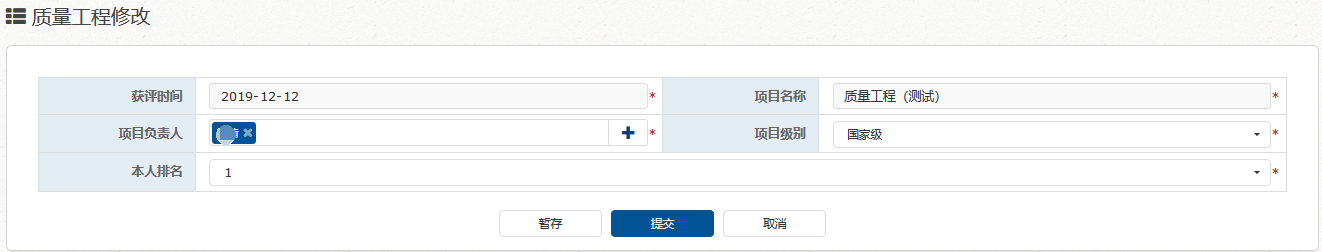 质量工程修改
获评时间 2019-12-12 * 项目名称 质量工程（测试） *
项目负责人 * 项目级别 国家级 *
本人排名 1 *
暂存 提交 取消